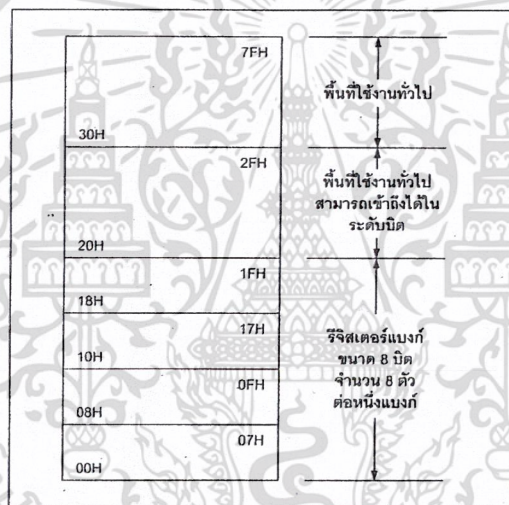 7FH
พื้นที่ใช้งานทั่วไป
30H
2FH
พื้นที่ใช้งานทั่วไป
สามารถเข้าถึงได้ใน
ระดับบิต
20H
1FH
18H
17H
รีจิสเตอร์แบงก์
ขนาด 8 บิต
จำนวน 8 ตัว
ต่อหนึ่งแบงก์
10H
0FH
08H
07H
00H